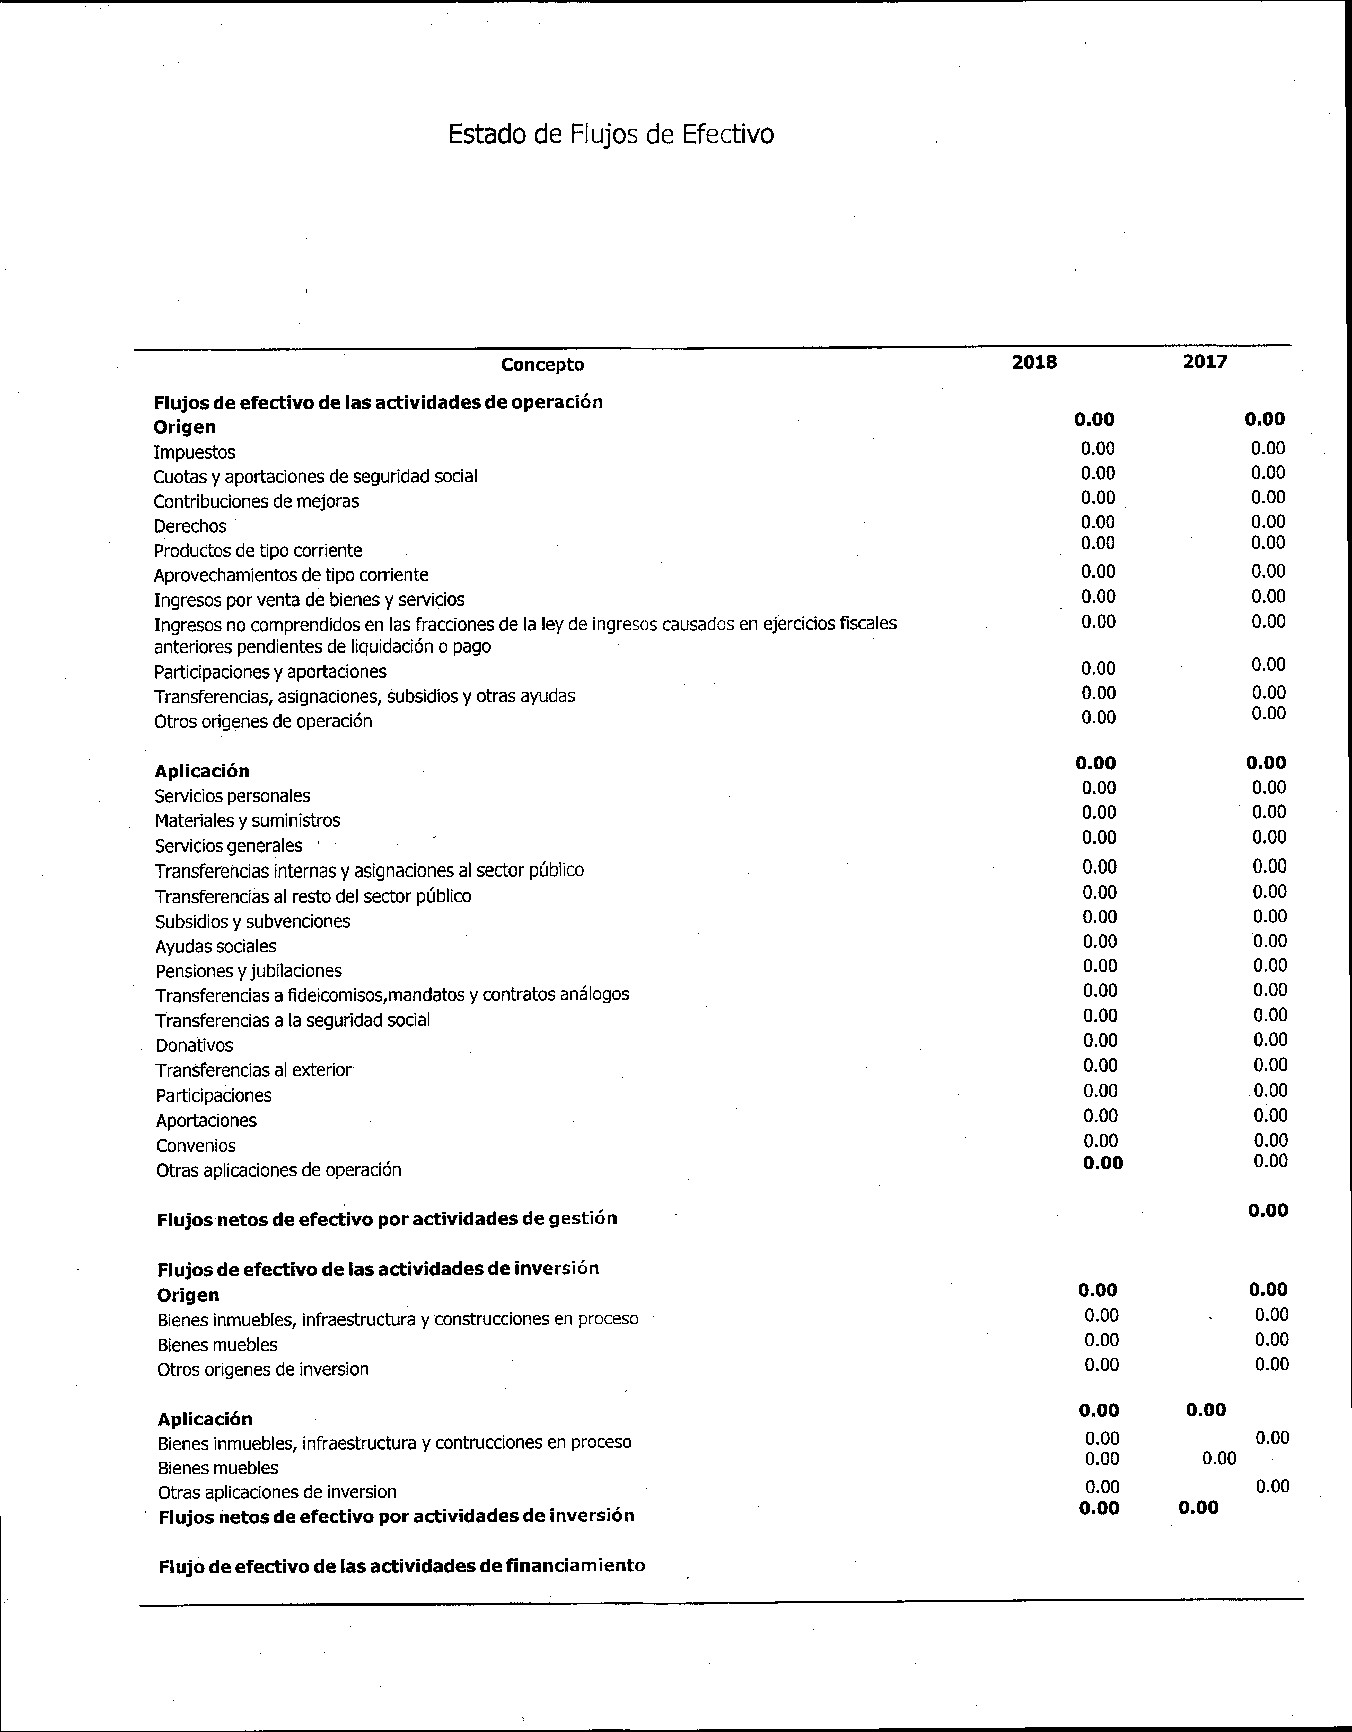 Estado de Flujos de Efectivo
Concepto 2018 2017
Flujos de efectivo de las actividades de operación
Origen 0.00 0.00
Impuestos 0.00 0.00
Cuotas y aportaciones de seguridad social 0.00 0.00
Contribuciones de mejoras 0.00 0.00
Derechos 0.00 0.00
Productos de tipo corriente 0.00 0.00
Aprovechamientos de tipo corriente 0.00 0.00
Ingresos por venta de bienes y servicios 0.00 0.00
Ingresos no comprendidos en las fracciones de la ley de ingresos causados en ejercicios fiscales 0.00 0.00
anteriores pendientes de liquidación o pago
Participaciones y aportaciones 0.00 0.00
Transferencias, asignaciones, subsidios y otras ayudas 0.00 0.00
Otros origenes de operación 0.00 0.00
Aplicación 0.00 0.00
Servicios personales 0.00 0.00
Materiales y suministros 0.00 0.00
Servicios generales 0.00 0.00
Transferencias internas y asignaciones al sector público 0.00 0.00
Transferencias al resto del sector público 0.00 0.00
Subsidios y subvenciones 0.00 0.00
Ayudas sociales 0.00 0.00
Pensiones y jubilaciones 0.00 0.00
Transferencias a fideicomisos,mandatos y contratos análogos 0.00 0.00
Transferencias a la seguridad social 0.00 0.00
Donativos 0.00 0.00
Transferencias al exterior 0.00 0.00
Participaciones 0.00 0.00
Aportaciones 0.00 0.00
Convenios 0.00 0.00
Otras aplicaciones de operación 0.00 0.00
Flujos netos de efectivo por actividades de gestión 0.00
Flujos de efectivo de las actividades de inversión
Origen 0.00 0.00
Bienes inmuebles, infraestructura y construcciones en proceso 0.00 0.00
Bienes muebles 0.00 0.00
Otros origenes de inversion 0.00 0.00
Aplicación 0.00 0.00
Bienes inmuebles, infraestructura y contrucciones en proceso 0.00 0.00
Bienes muebles 0.00 0.00
Otras aplicaciones de inversion 0.00 0.00
Flujos netos de efectivo por actividades de inversión 0.00 0.00
Flujo de efectivo de las actividades de financiamiento